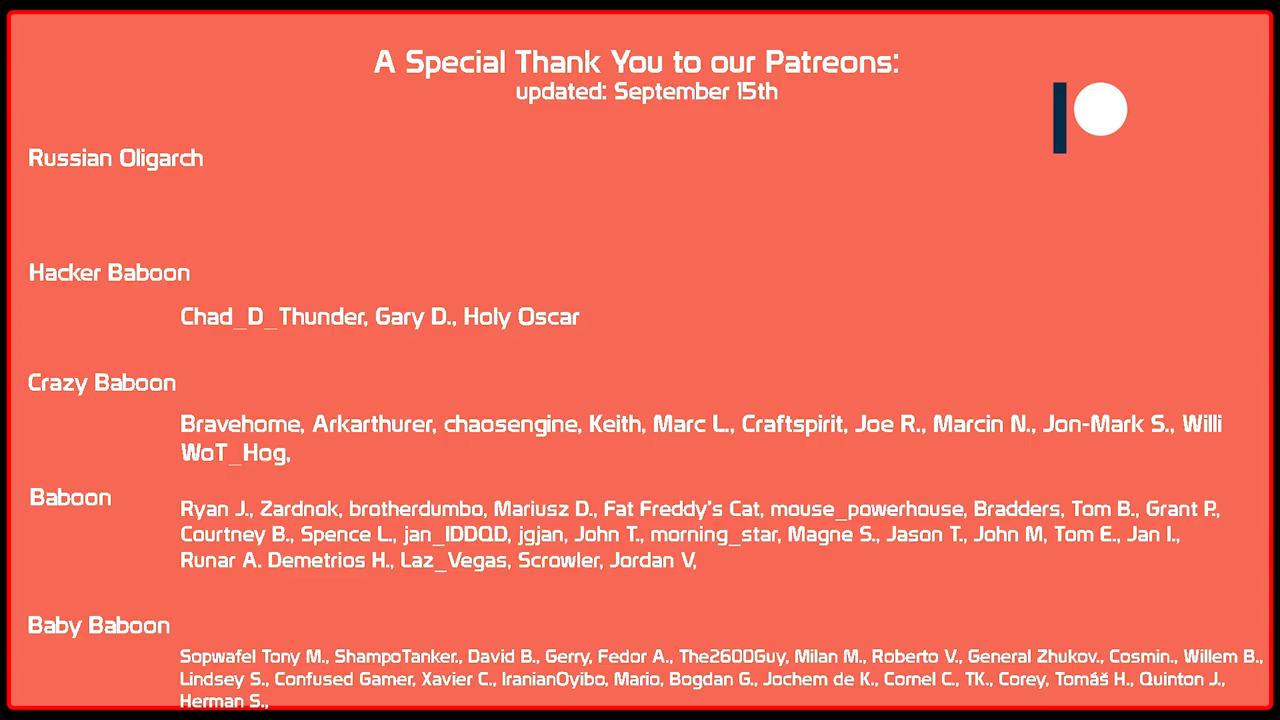 A Special Thank You to our Patreons:
updated: September 15th
Russian Oligarch
Hacker Baboon
Chad_D_Thunder, Gary D., Holy Oscar
Crazy Baboon
Bravehome, Arkarthurer, chaosengine, Keith, Marc L., Craftspirit, Joe R., Marcin N., Jon-Mark S., Willi
WoT_Hog,
Baboon
Ryan J., Zardnok, brotherdumbo, Mariusz D., Fat Freddy's Cat, mouse_powerhouse, Bradders, Tom B., Grant P.,
Courtney B., Spence L., jan_IDDQD, jgjan, John T., morning_star, Magne S., Jason T., John M, Tom E., Jan I.,
Runar A. Demetrios H., Laz_Vegas, Scrowler, Jordan V,
Baby Baboon
Sopwafel Tony M., ShampoTanker., David B., Gerry, Fedor A., The2600Guy, Milan M., Roberto V., General Zhukov., Cosmin., Willem B.,
Lindsey S., Confused Gamer, Xavier C., IranianOyibo, Mario, Bogdan G., Jochem de K., Cornel C., TK., Corey, Tomáš H., Quinton J.,
Herman S.,